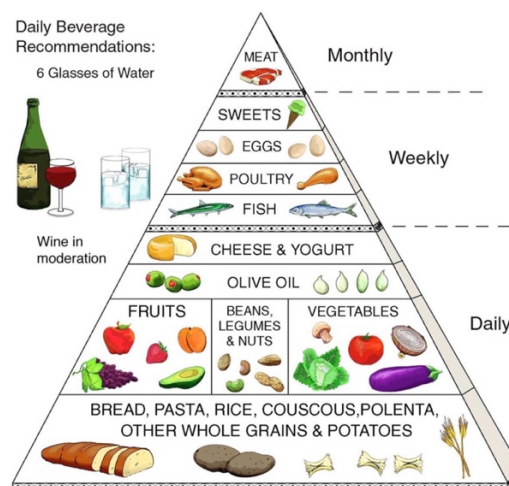 Daily Beverage
Recommendations:
6 Glasses of Water
Wine in
moderation
MEAT
Monthly
SWEETS
EGGS
POULTRY
FISH
Weekly
CHEESE & YOGURT
OLIVE OIL
FRUITS
BEANS,
LEGUMES
& NUTS
VEGETABLES
Daily
BREAD, PASTA, RICE, COUSCOUS,POLENTA,
OTHER WHOLE GRAINS & POTATOES